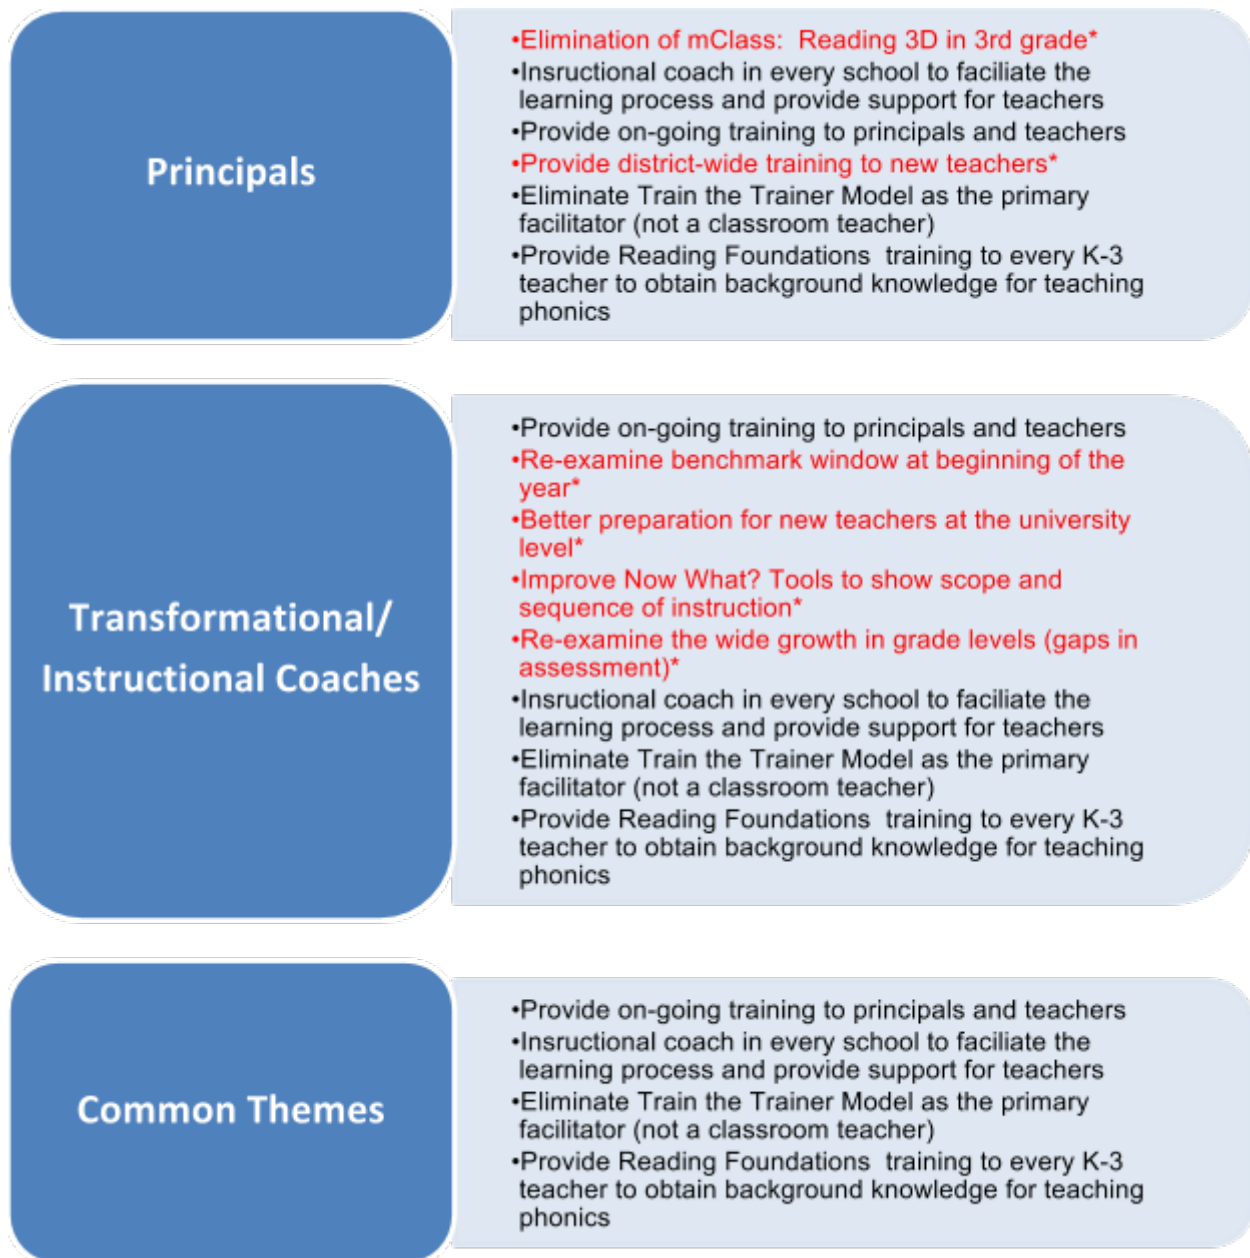 Principals
•Elimination of mClass:  Reading 3D in 3rd grade*
•Insructional coach in every school to faciliate the
learning process and provide support for teachers
•Provide on-going training to principals and teachers
•Provide district-wide training to new teachers*
•Eliminate Train the Trainer Model as the primary
facilitator (not a classroom teacher)
•Provide Reading Foundations  training to every K-3
teacher to obtain background knowledge for teaching
phonics
Transformational/
Instructional Coaches
•Provide on-going training to principals and teachers
•Re-examine benchmark window at beginning of the
year*
•Better preparation for new teachers at the university
level*
•Improve Now What? Tools to show scope and
sequence of instruction*
•Re-examine the wide growth in grade levels (gaps in
assessment)*
•Insructional coach in every school to faciliate the
learning process and provide support for teachers
•Eliminate Train the Trainer Model as the primary
facilitator (not a classroom teacher)
•Provide Reading Foundations  training to every K-3
teacher to obtain background knowledge for teaching
phonics
Common Themes
•Provide on-going training to principals and teachers
•Insructional coach in every school to faciliate the
learning process and provide support for teachers
•Eliminate Train the Trainer Model as the primary
facilitator (not a classroom teacher)
•Provide Reading Foundations  training to every K-3
teacher to obtain background knowledge for teaching
phonics